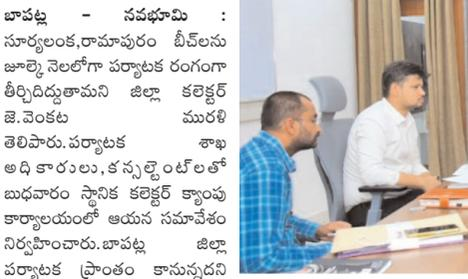 బాపట్ల – నవభూమి :
సూర్యలంక,రామాపురం బీచ్‌లను
జూల్కె నెలలోగా పర్యాటక రంగంగా
తీర్చిదిద్దుతామని జిల్లా కలెక్టర్
జె.వెంకట మురళి
తెలిపారు.పర్యాటక శాఖ
అధికారులు,కన్సల్టెంట్‌లతో
బుధవారం స్థానిక కలెక్టర్ క్యాంపు
కార్యాలయంలో ఆయన సమావేశం
నిర్వహించారు.బాపట్ల జిల్లా
పర్యాటక ప్రాంతం కానున్నదని